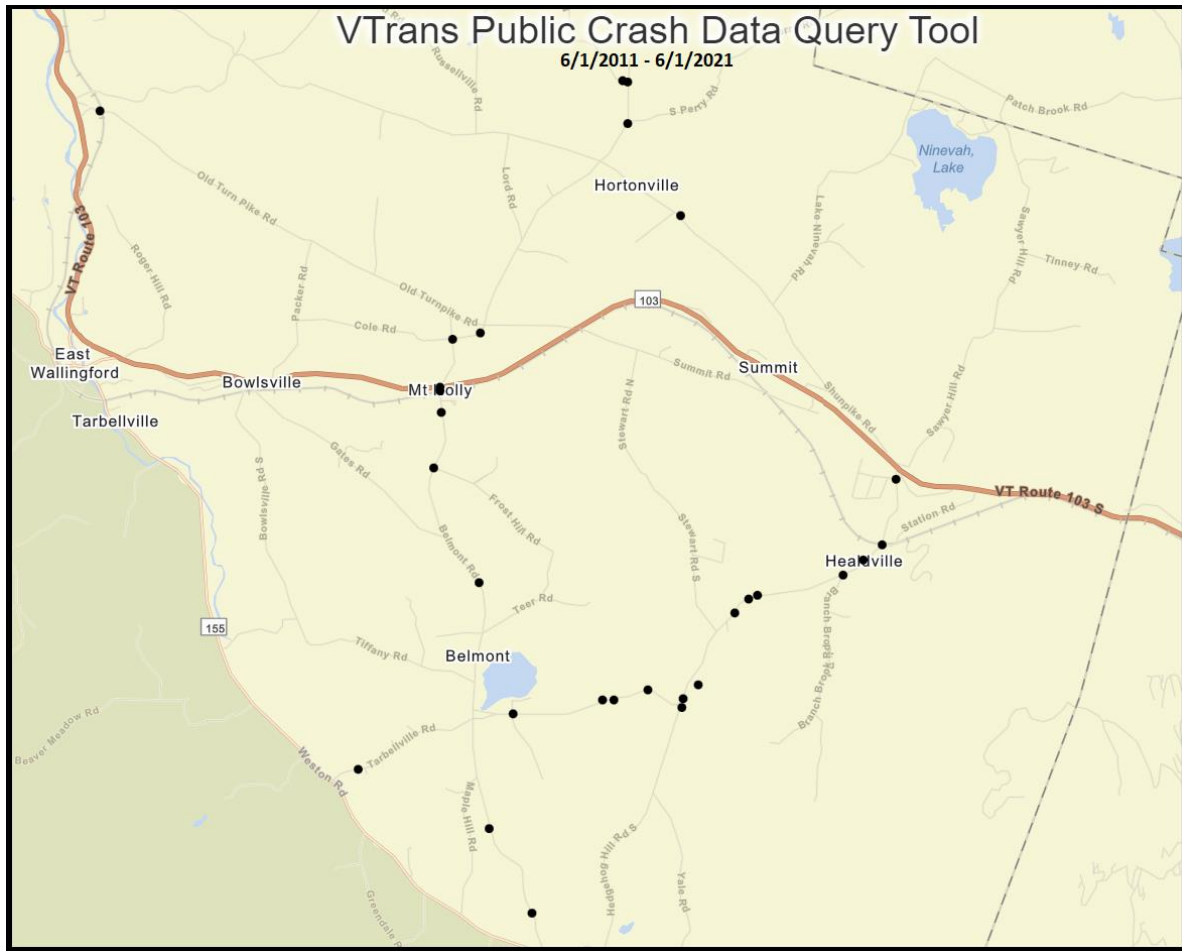 VTrans Public Crash Data Query Tool
6/1/2011 - 6/1/2021
Russellville Rd
S Perry Rd
Patch Brook Rd
Ninevah,
Lake
Hortonville
Lord Rd
Old Turn Pike Rd
VT Route 103
Roger Hill Rd
Packer Rd
Lake Ninevah Rd
Sawyer Hill Rd
Tinney Rd
Old Turnpike Rd
103
Cole Rd
East
Wallingford
Bowlsville
Mt Holly
Summit Rd
Summit
Tarbellville
Stewart Rd N
Shunpike Rd
Sawyer Hill Rd
Gates Rd
Bowlsville Rd S
Frost Hill Rd
VT Route 103 S
Station Rd
Belmont Rd
Stewart Rd S
Healdville
Teer Rd
Branch Brook Rd
155
Tiffany Rd
Belmont
Branch Brook Rd
Beaver Meadow Rd
Tarbellville Rd
Weston Rd
Maple Hill Rd
Hedgehog Hill Rd S
Yale Rd
Greendale R